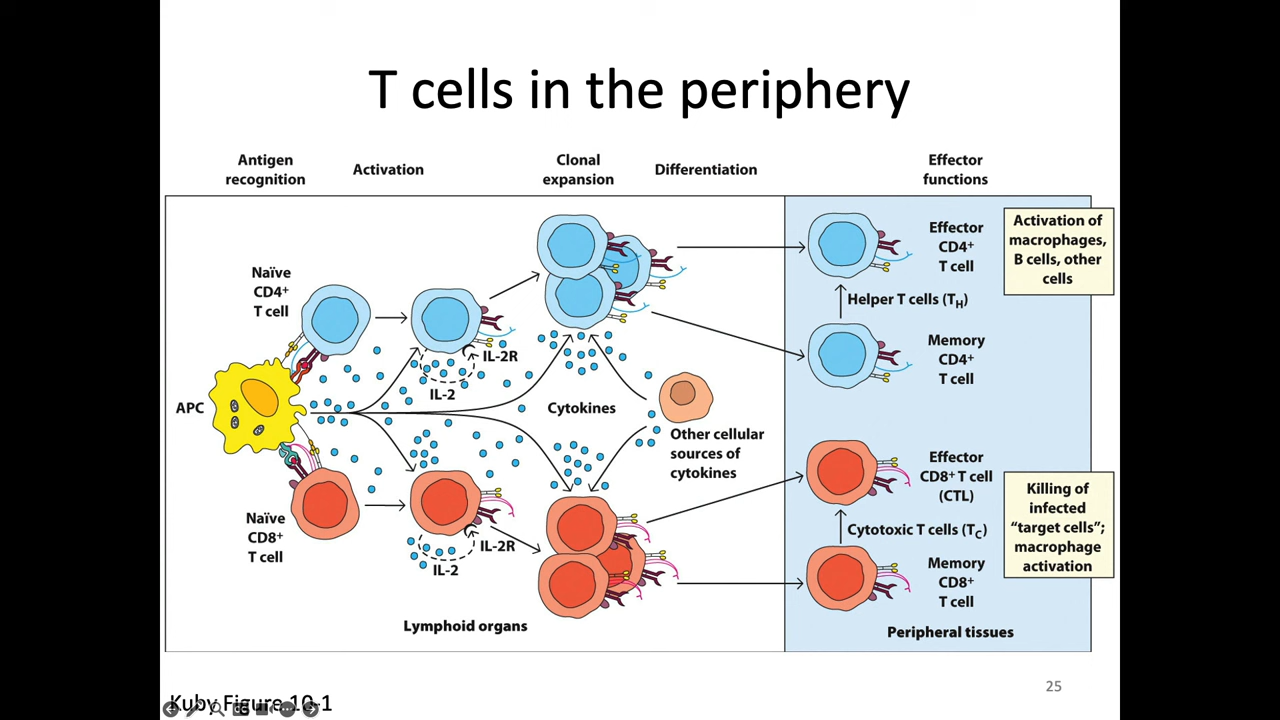 T cells in the periphery
Antigen
recognition
Activation
Clonal
expansion
Differentiation
Effector
functions
Naïve
CD4⁺
T cell
IL-2R
IL-2
APC
Cytokines
Other cellular
sources of
cytokines
Naïve
CD8⁺
T cell
IL-2R
IL-2
Lymphoid organs
Effector
CD4⁺
T cell
Activation of
macrophages,
B cells, other
cells
Helper T cells (TH)
Memory
CD4⁺
T cell
Effector
CD8⁺ T cell
(CTL)
Killing of
infected
“target cells”;
macrophage
activation
Cytotoxic T cells (TC)
Memory
CD8⁺
T cell
Peripheral tissues
25
Kuby Figure 10-1